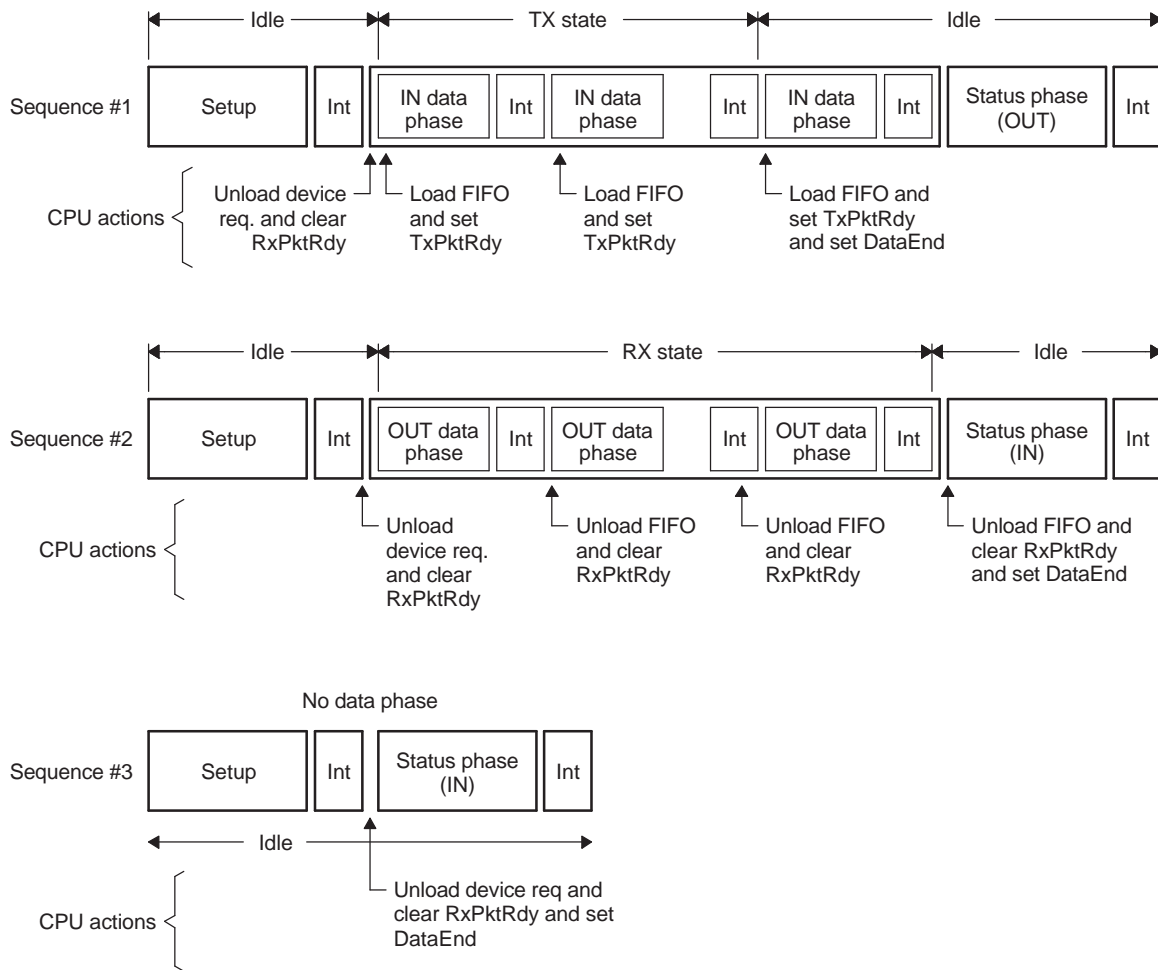 Idle
TX state
Idle
Sequence #1
Setup
Int
IN data
phase
Int
IN data
phase
Int
IN data
phase
Int
Status phase
(OUT)
Int
CPU actions
Unload device
req. and clear
RxPktRdy
Load FIFO
and set
TxPktRdy
Load FIFO
and set
TxPktRdy
Load FIFO and
set TxPktRdy
and set DataEnd
Idle
RX state
Idle
Sequence #2
Setup
Int
OUT data
phase
Int
OUT data
phase
Int
OUT data
phase
Int
Status phase
(IN)
Int
CPU actions
Unload
device req.
and clear
RxPktRdy
Unload FIFO
and clear
RxPktRdy
Unload FIFO
and clear
RxPktRdy
Unload FIFO and
clear RxPktRdy
and set DataEnd
No data phase
Sequence #3
Setup
Int
Status phase
(IN)
Int
Idle
CPU actions
Unload device req and
clear RxPktRdy and set
DataEnd